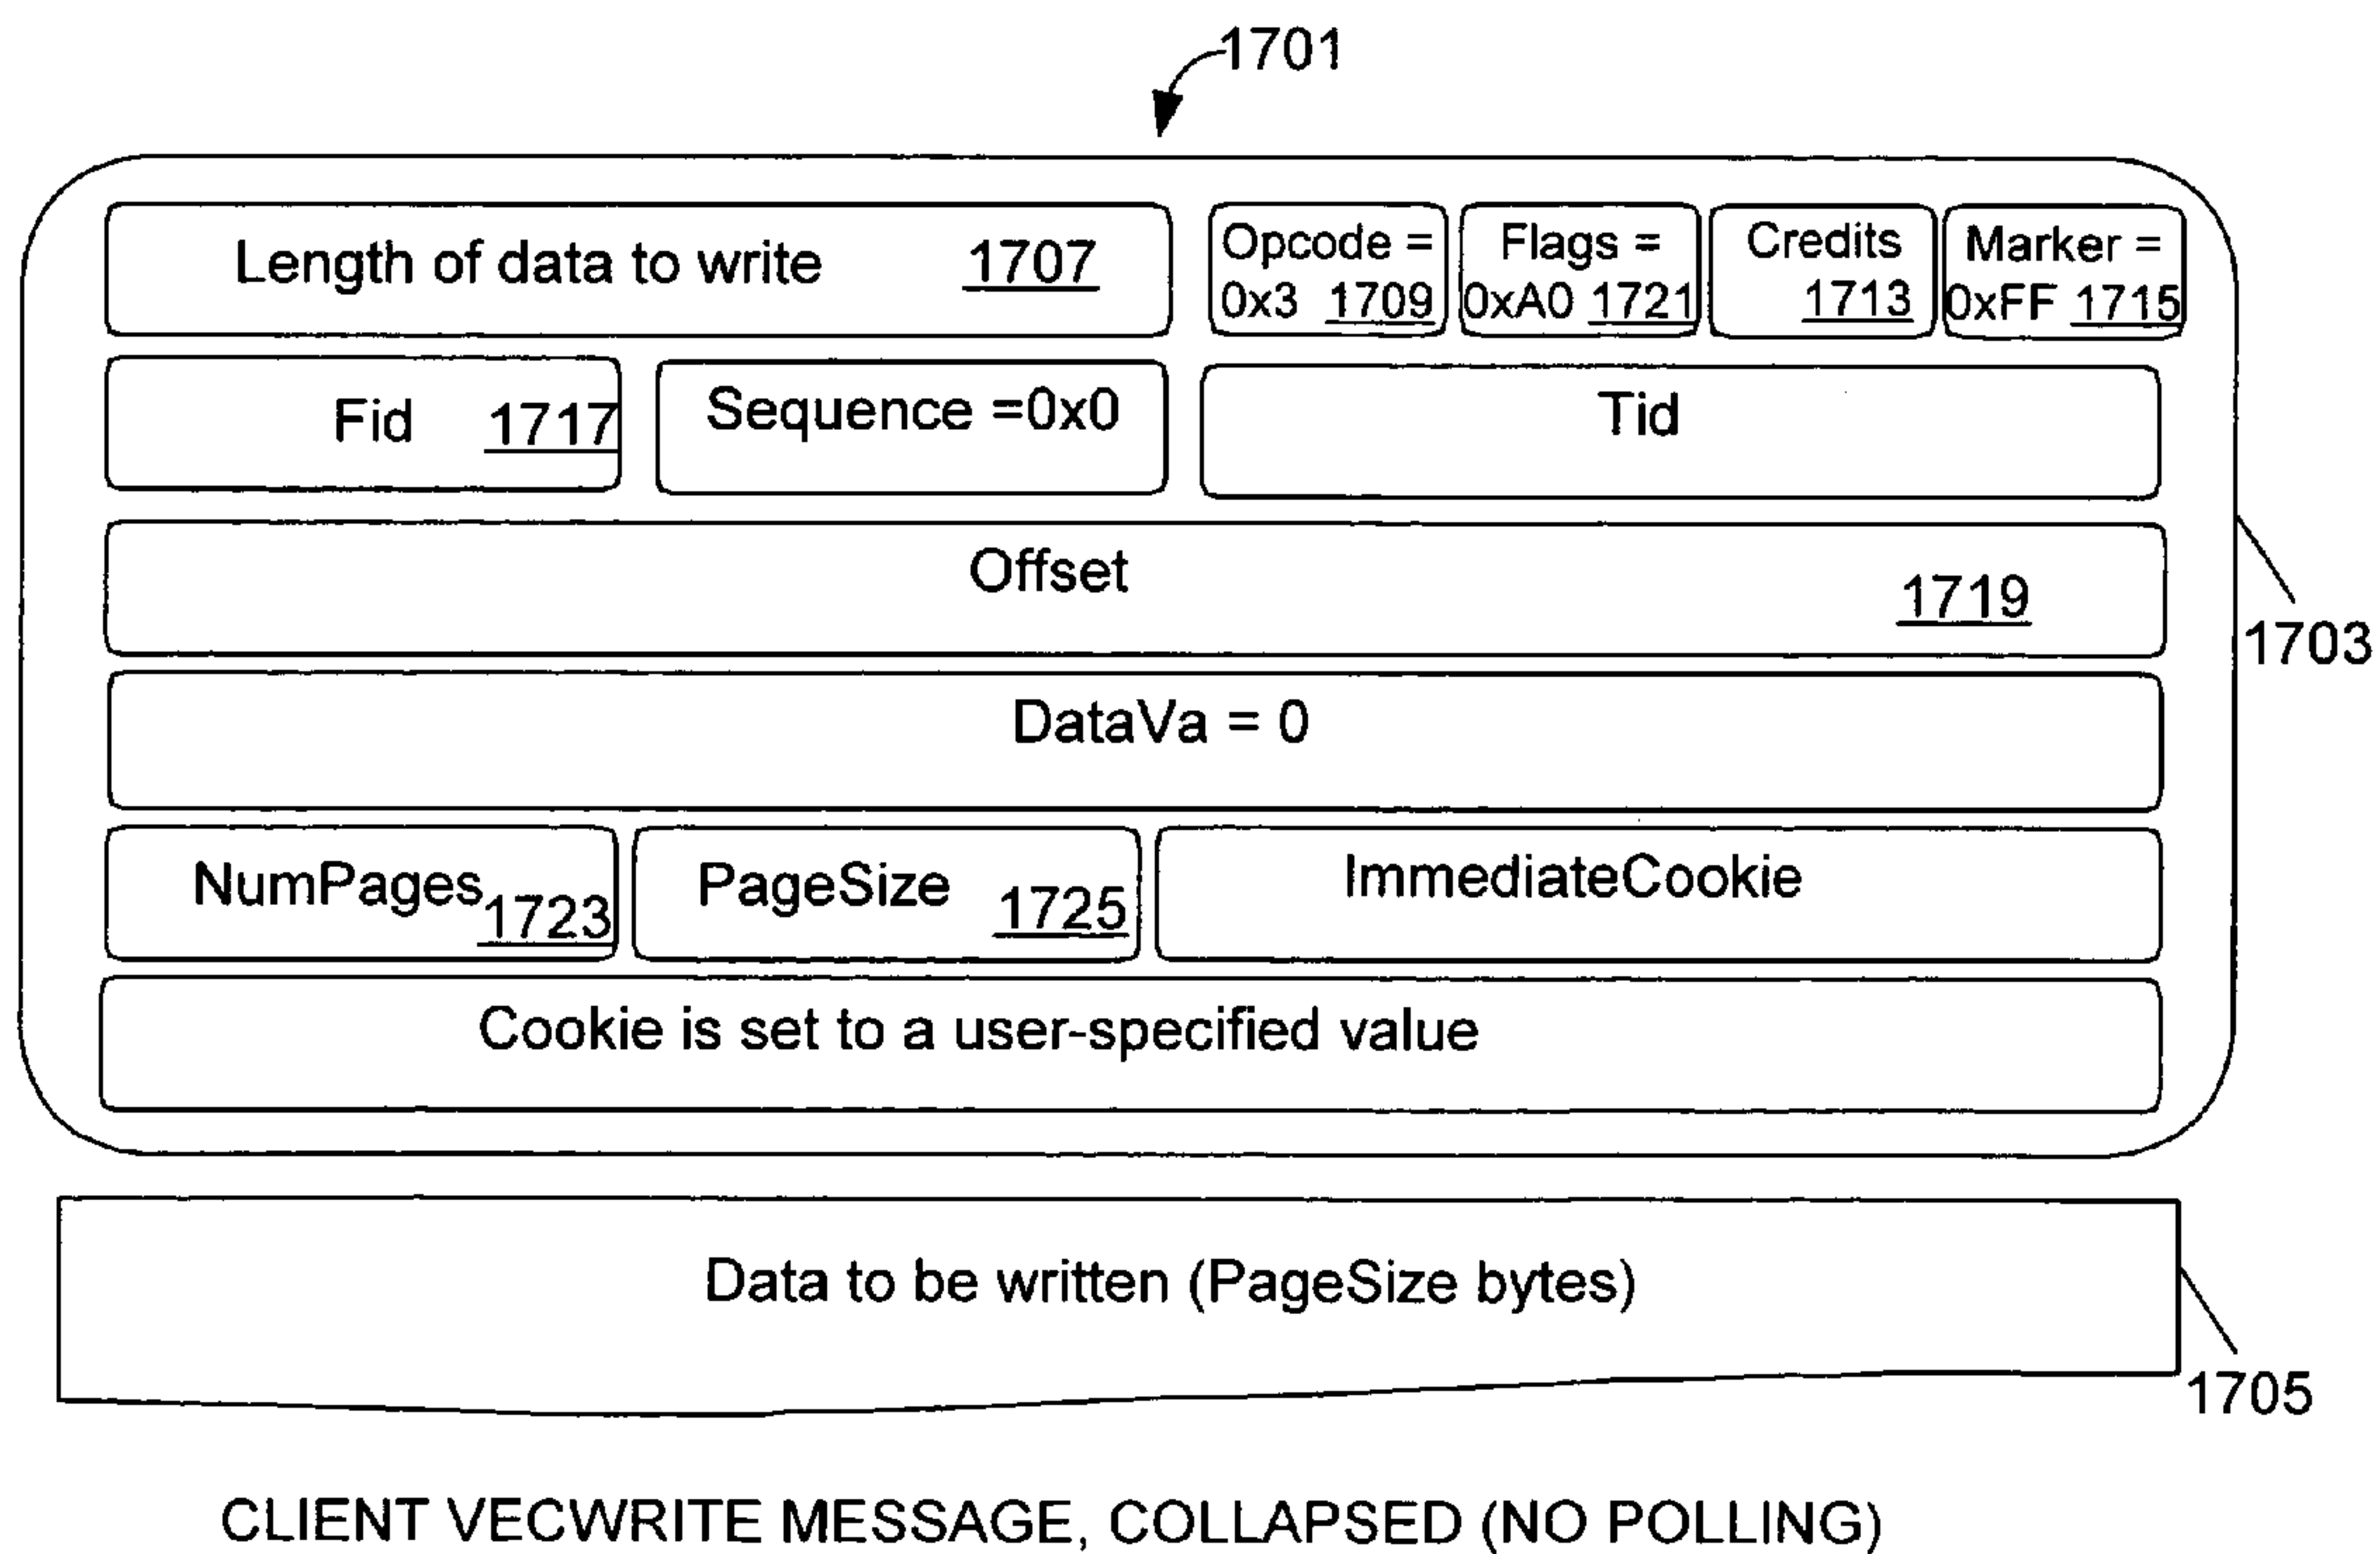 1701
Length of data to write 1707
Opcode =
0x3 1709
Flags =
0xA0 1721
Credits
1713
Marker =
0xFF 1715
Fid 1717
Sequence =0x0
Tid
Offset
1719
1703
DataVa = 0
NumPages 1723
PageSize 1725
ImmediateCookie
Cookie is set to a user-specified value
Data to be written (PageSize bytes)
1705
CLIENT VECWRITE MESSAGE, COLLAPSED (NO POLLING)